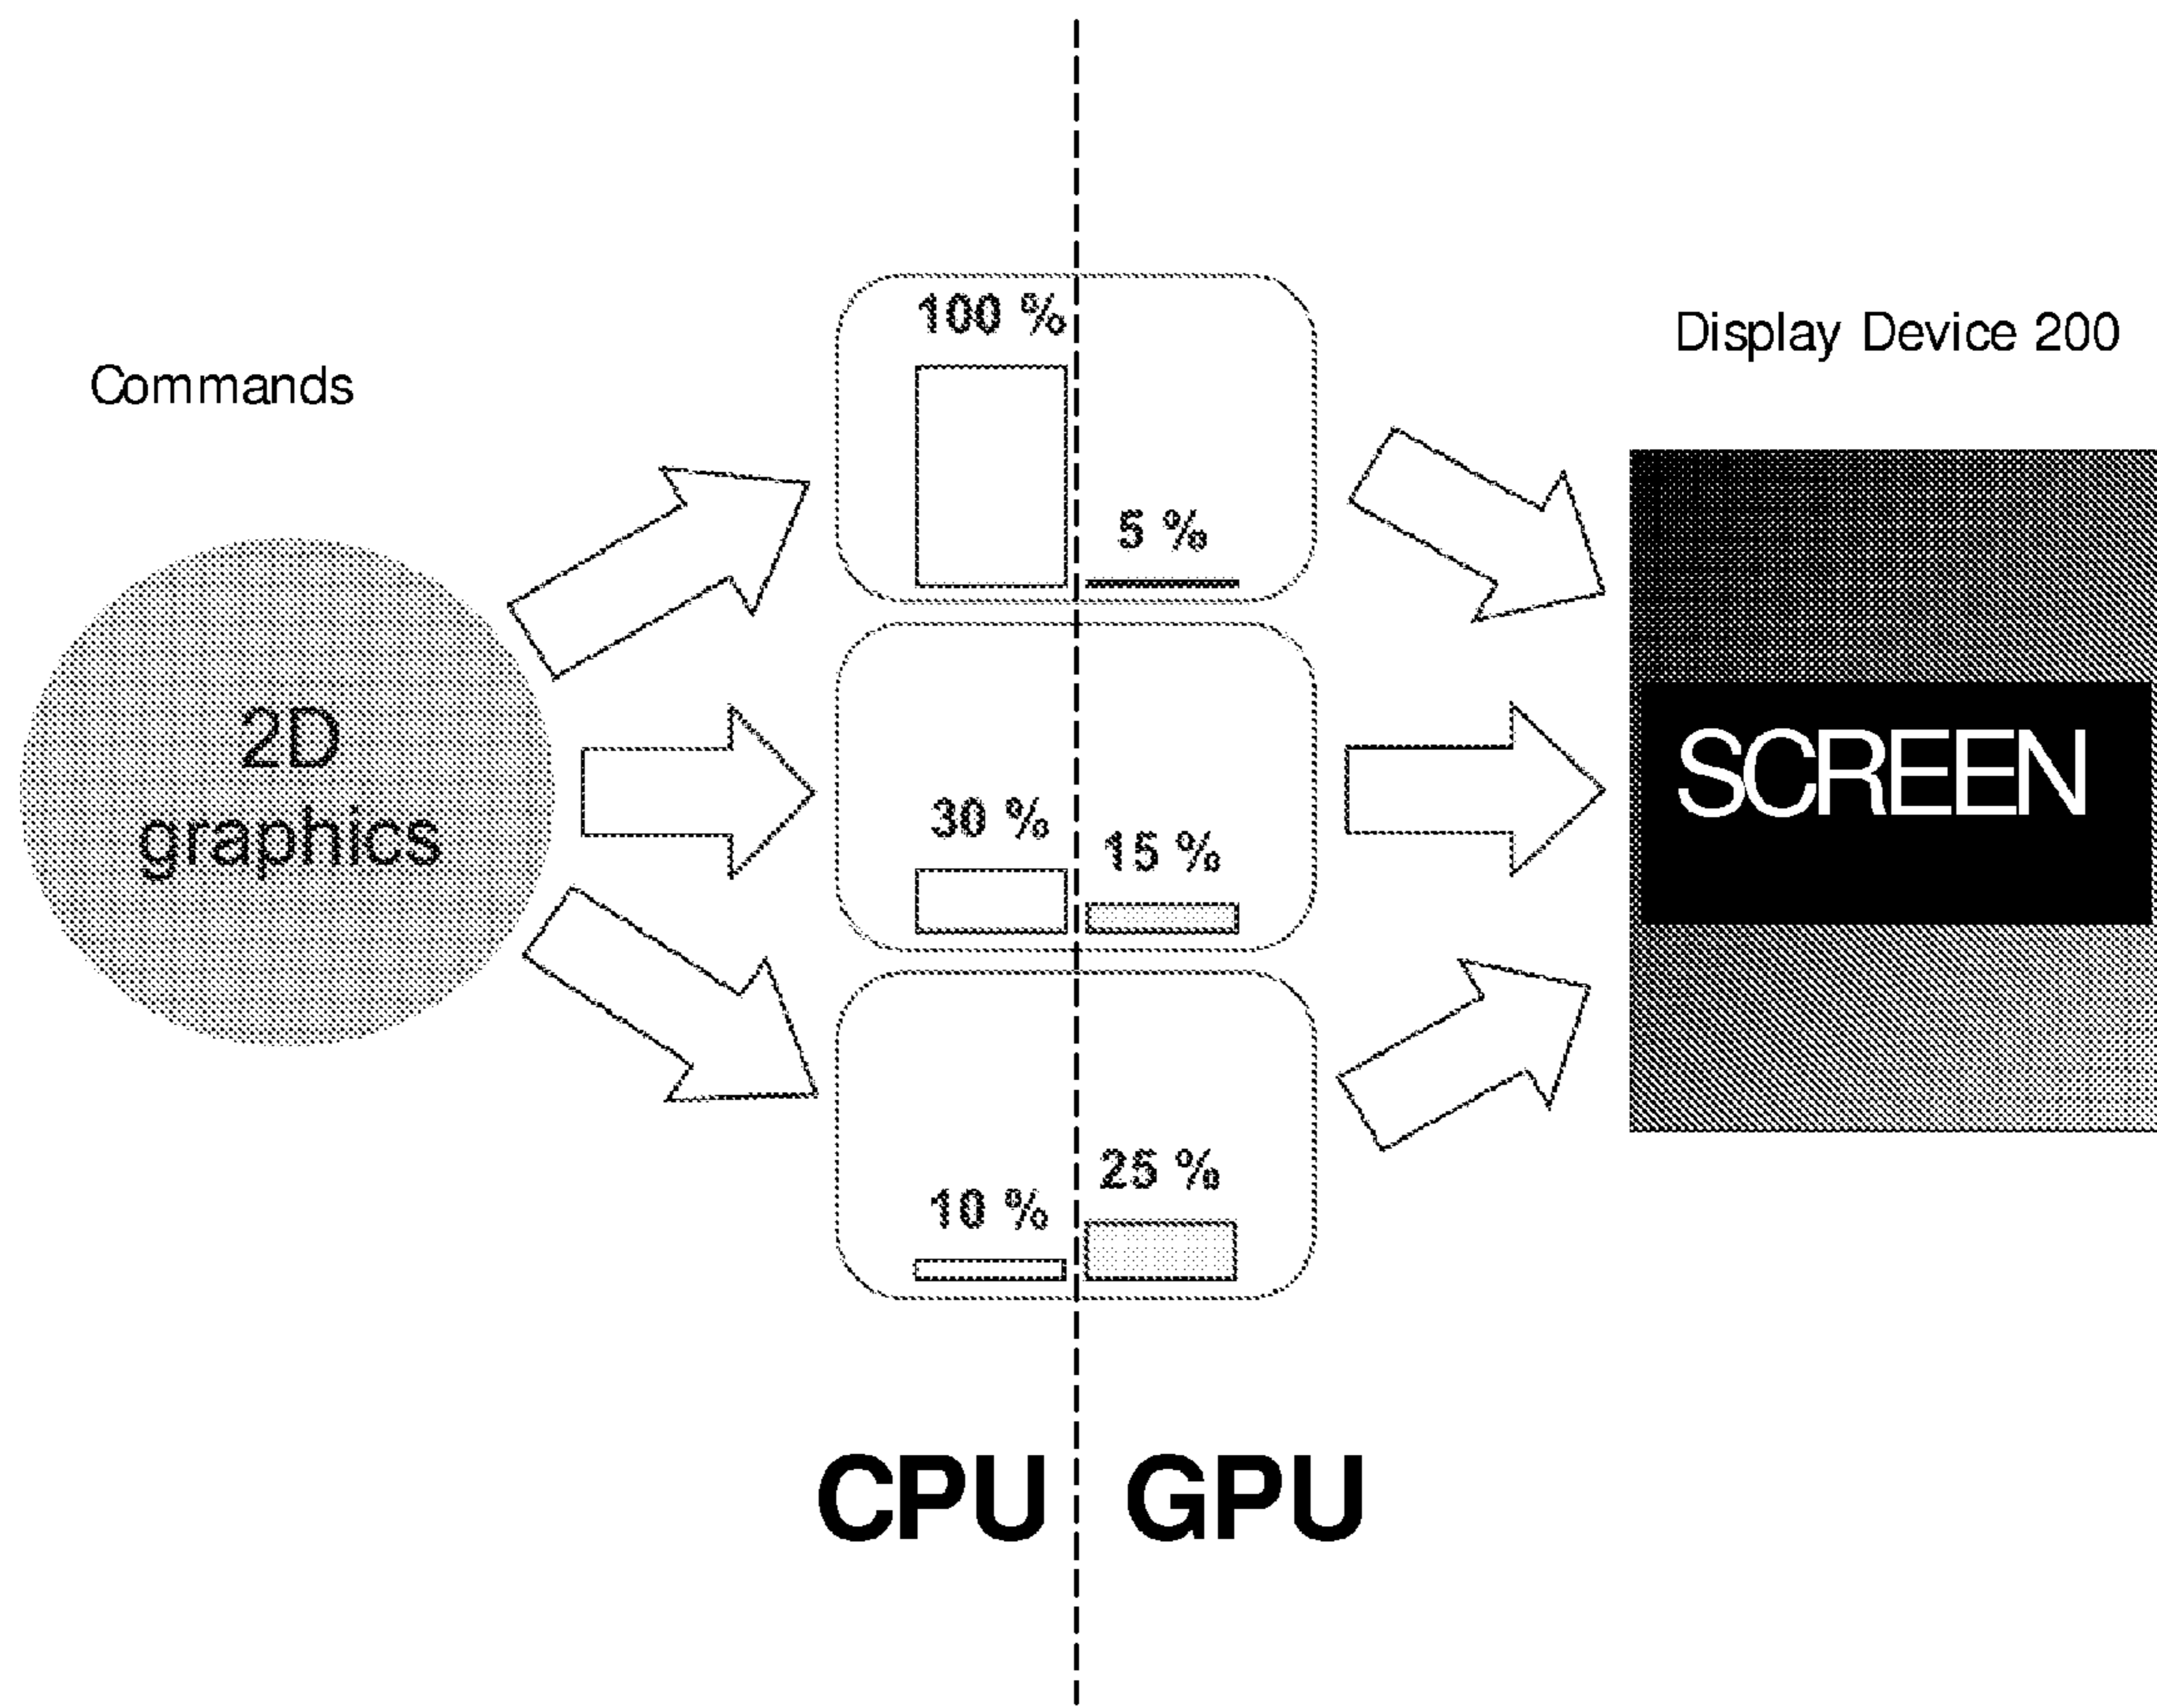 Commands
2D
graphics
100 %
5 %
30 %
15 %
10 %
25 %
CPU
GPU
Display Device 200
SCREEN